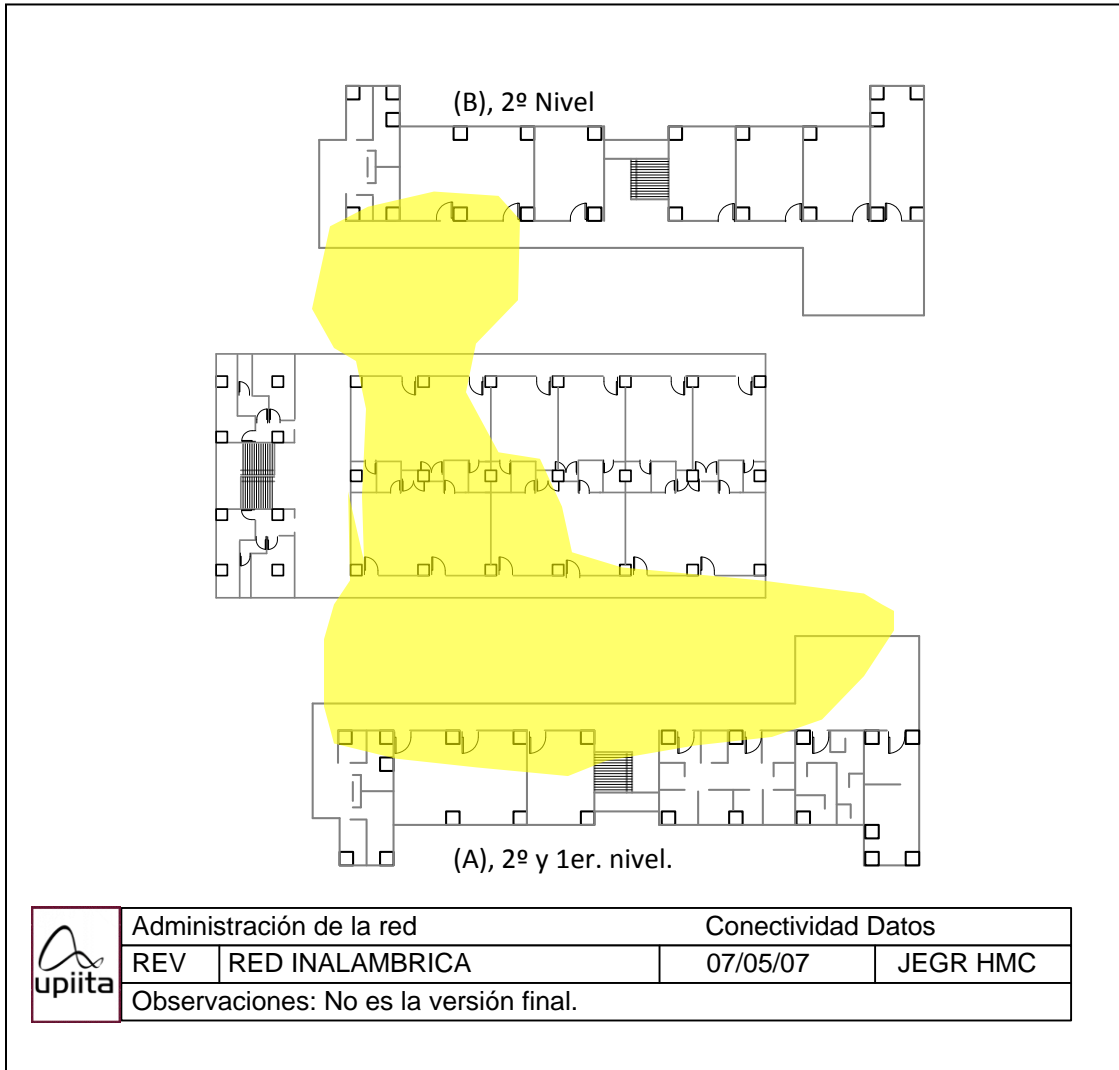 (B), 2º Nivel
(A), 2º y 1er. nivel.
upiita
Administración de la red Conectividad Datos
REV RED INALAMBRICA 07/05/07 JEGR HMC
Observaciones: No es la versión final.